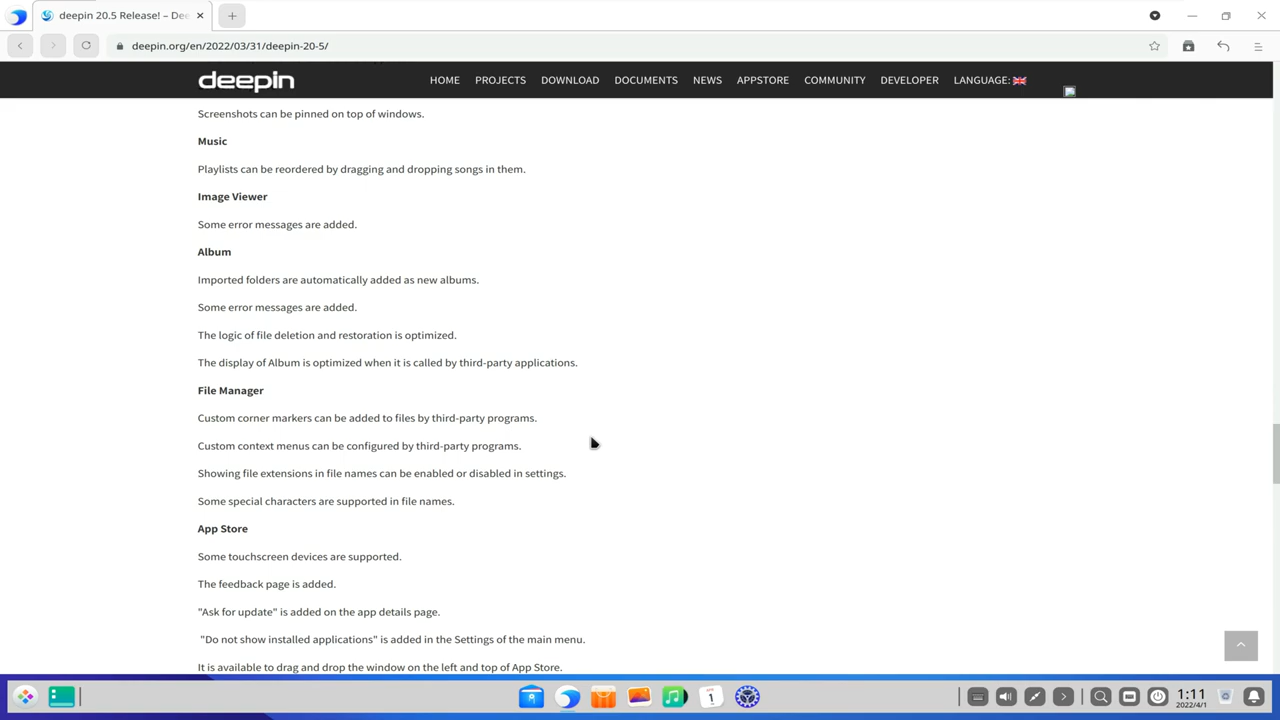 deepin 20.5 Release! – Dee
deepin.org/en/2022/03/31/deepin-20-5/
deepin
HOME PROJECTS DOWNLOAD DOCUMENTS NEWS APPSTORE COMMUNITY DEVELOPER LANGUAGE:
Screenshots can be pinned on top of windows.
Music
Playlists can be reordered by dragging and dropping songs in them.
Image Viewer
Some error messages are added.
Album
Imported folders are automatically added as new albums.
Some error messages are added.
The logic of file deletion and restoration is optimized.
The display of Album is optimized when it is called by third-party applications.
File Manager
Custom corner markers can be added to files by third-party programs.
Custom context menus can be configured by third-party programs.
Showing file extensions in file names can be enabled or disabled in settings.
Some special characters are supported in file names.
App Store
Some touchscreen devices are supported.
The feedback page is added.
"Ask for update" is added on the app details page.
"Do not show installed applications" is added in the Settings of the main menu.
It is available to drag and drop the window on the left and top of App Store.
1
1:11
2022/4/1